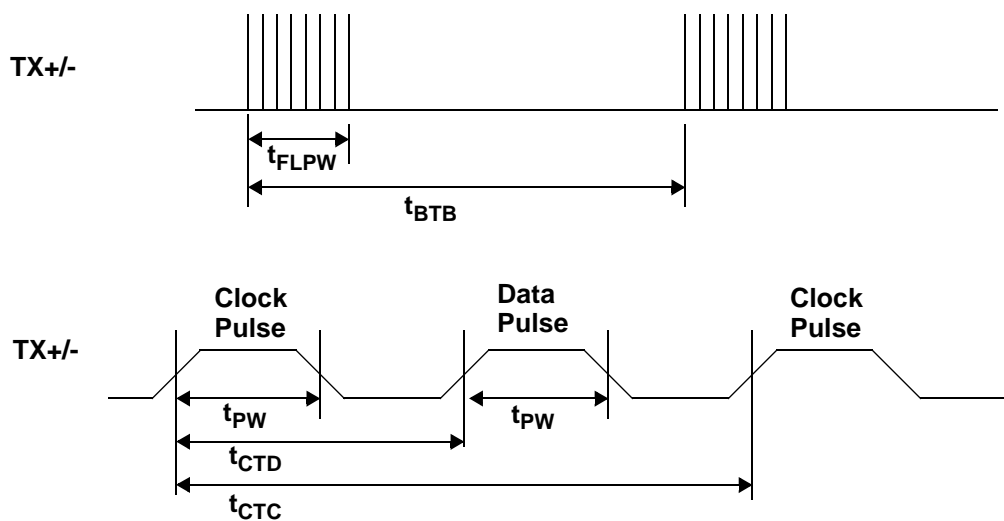 TX+/-
tFLPW
tBTB
Clock
Pulse
Data
Pulse
Clock
Pulse
TX+/-
tPW
tPW
tCTD
tCTC